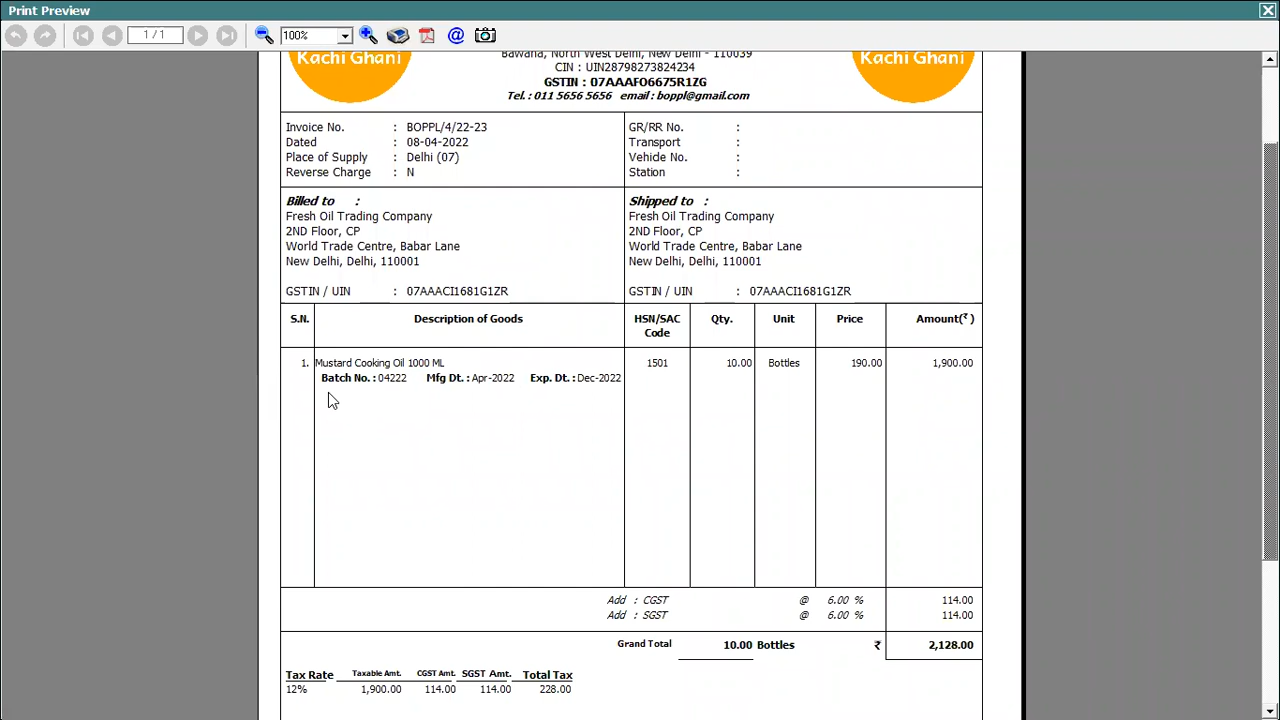 Print Preview
1 / 1
100%
Kachi Ghani
Bawana, North West Delhi, New Delhi - 110039
Kachi Ghani
CIN : UIN28798273824234
GSTIN : 07AAAFO6675R1ZG
Tel. : 011 5656 5656 email : boppl@gmail.com
Invoice No. : BOPPL/4/22-23
Dated : 08-04-2022
Place of Supply : Delhi (07)
Reverse Charge : N
GR/RR No. :
Transport :
Vehicle No. :
Station :
Billed to :
Fresh Oil Trading Company
2ND Floor, CP
World Trade Centre, Babar Lane
New Delhi, Delhi, 110001
GSTIN / UIN : 07AAACI1681G1ZR
Shipped to :
Fresh Oil Trading Company
2ND Floor, CP
World Trade Centre, Babar Lane
New Delhi, Delhi, 110001
GSTIN / UIN : 07AAACI1681G1ZR
S.N. Description of Goods HSN/SAC Code Qty. Unit Price Amount(₹)
1. Mustard Cooking Oil 1000 ML 1501 10.00 Bottles 190.00 1,900.00
Batch No. : 04222 Mfg Dt. : Apr-2022 Exp. Dt. : Dec-2022
Add : CGST @ 6.00 % 114.00
Add : SGST @ 6.00 % 114.00
Grand Total 10.00 Bottles ₹ 2,128.00
Tax Rate Taxable Amt. CGST Amt. SGST Amt. Total Tax
12% 1,900.00 114.00 114.00 228.00